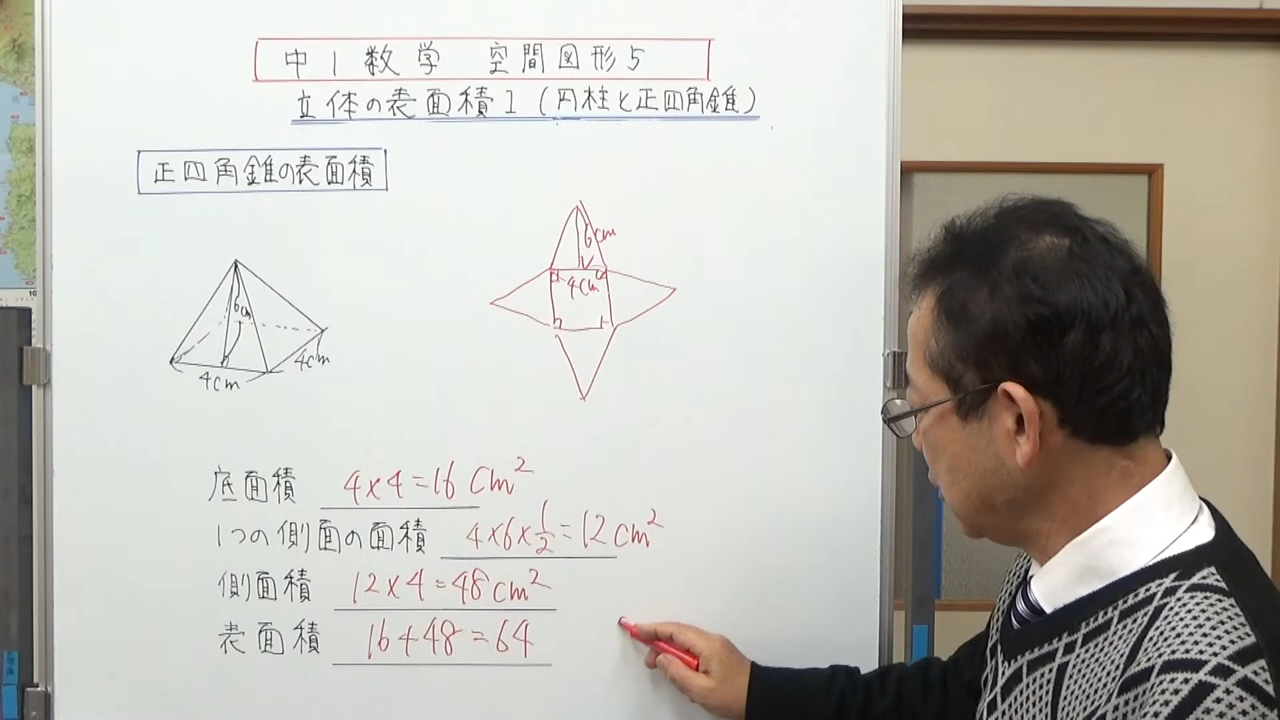 中1数学 空間図形5
立体の表面積1(円柱と正四角錐)
正四角錐の表面積
6cm
4cm
4cm
6cm
4cm
底面積 4×4=16cm²
1つの側面の面積 4×6×1/2=12cm²
側面積 12×4=48cm²
表面積 16+48=64